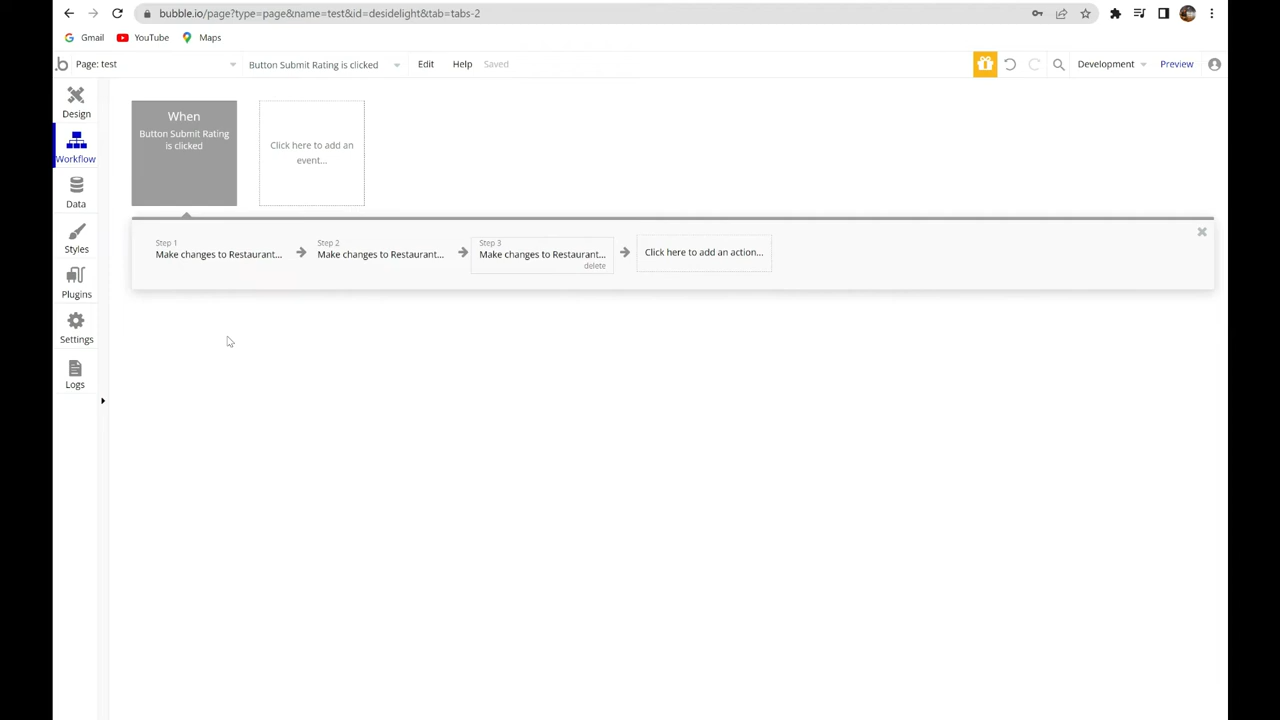 bubble.io/page?type=page&name=test&id=desidelight&tab=tabs-2
Gmail YouTube Maps
.b Page: test Button Submit Rating is clicked Edit Help Saved Development Preview
Design
Workflow
Data
Styles
Plugins
Settings
Logs
When
Button Submit Rating
is clicked
Click here to add an
event...
Step 1
Make changes to Restaurant...
Step 2
Make changes to Restaurant...
Step 3
Make changes to Restaurant...
delete
Click here to add an action...